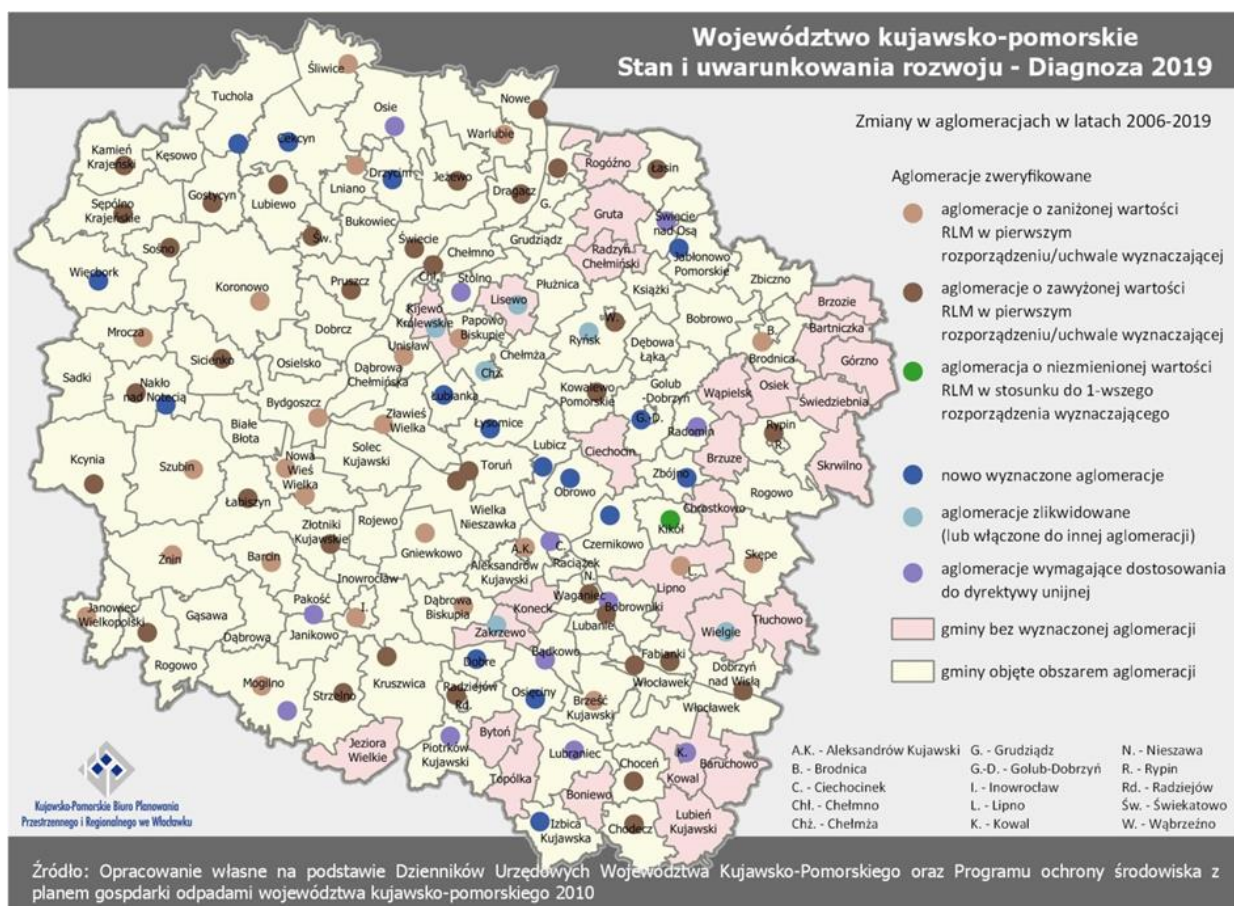 Województwo kujawsko-pomorskie
Stan i uwarunkowania rozwoju - Diagnoza 2019
Zmiany w aglomeracjach w latach 2006-2019
Aglomeracje zweryfikowane
aglomeracje o zaniżonej wartości
RLM w pierwszym
rozporządzeniu/uchwale wyznaczającej
aglomeracje o zawyżonej wartości
RLM w pierwszym
rozporządzeniu/uchwale wyznaczającej
aglomeracja o niezmienionej wartości
RLM w stosunku do 1-wszego
rozporządzenia wyznaczającego
nowo wyznaczone aglomeracje
aglomeracje zlikwidowane
(lub włączone do innej aglomeracji)
aglomeracje wymagające dostosowania
do dyrektywy unijnej
gminy bez wyznaczonej aglomeracji
gminy objęte obszarem aglomeracji
Śliwice
Tuchola
Osie
Nowe
Cekcyn
Warlubie
Kamień
Krajeński
Kęsowo
Rogóźno
Łasin
Lniano
Drzycim
Jeżewo
Dragacz
G.
Gostycyn
Lubiewo
Sępólno
Krajeńskie
Bukowiec
Gruta
Świecie
nad Osą
Sośno
Św.
Świecie
Chełmno
Grudziądz
Radzyń
Chełmiński
Jabłonowo
Pomorskie
Więcbork
Koronowo
Pruszcz
Chł.
Stolno
Płużnica
Książki
Zbiczno
Lisewo
Brzozie
Kijewo
Królewskie
Papowo
Biskupie
W.
Bobrowo
Bartniczka
Mrocza
Dobrcz
Unisław
Ryńsk
B.
Brodnica
Sicienko
Osielsko
Dąbrowa
Chełmińska
Chełmża
Dębowa
Łąka
Górzno
Sadki
Chż.
Nakło
nad Notecią
Łubianka
Kowalewo
Pomorskie
Golub
-Dobrzyń
Wąpielsk
Osiek
Świedziebnia
Bydgoszcz
Zławieś
Wielka
Łysomice
G.-D.
Radomin
Rypin
R.
Białe
Błota
Solec
Kujawski
Lubicz
Ciechocin
Kcynia
Szubin
Nowa
Wieś
Wielka
Toruń
Zbójno
Brzuze
Skrwilno
Obrowo
Łabiszyn
Rogowo
Wielka
Nieszawka
Złotniki
Kujawskie
Rojewo
Chrostkowo
Kikół
Czernikowo
Żnin
Barcin
Gniewkowo
A.K.
C.
Raciążek
Aleksandrów
Kujawski
Skępe
Inowrocław
N.
L.
Lipno
Waganiec
Janowiec
Wielkopolski
Gąsawa
Pakość
I.
Dąbrowa
Biskupia
Koneck
Bobrowniki
Tłuchowo
Lubanie
Dąbrowa
Janikowo
Zakrzewo
Wielgie
Rogowo
Dobre
Bądkowo
Fabianki
Mogilno
Strzelno
Kruszwica
Radziejów
Rd.
Osięciny
Włocławek
Dobrzyń
nad Wisłą
Brześć
Kujawski
Włocławek
Jeziora
Wielkie
Piotrków
Kujawski
Bytoń
Lubraniec
K.
Kowal
Baruchowo
Topólka
Choceń
Boniewo
Lubień
Kujawski
Izbica
Kujawska
Chodecz
A.K. - Aleksandrów Kujawski
B. - Brodnica
C. - Ciechocinek
Chł. - Chełmno
Chż. - Chełmża
G. - Grudziądz
G.-D. - Golub-Dobrzyń
I. - Inowrocław
L. - Lipno
K. - Kowal
N. - Nieszawa
R. - Rypin
Rd. - Radziejów
Św. - Świekatowo
W. - Wąbrzeźno
Kujawsko-Pomorskie Biuro Planowania
Przestrzennego i Regionalnego we Włocławku
Źródło: Opracowanie własne na podstawie Dzienników Urzędowych Województwa Kujawsko-Pomorskiego oraz Programu ochrony środowiska z
planem gospdarki odpadami województwa kujawsko-pomorskiego 2010